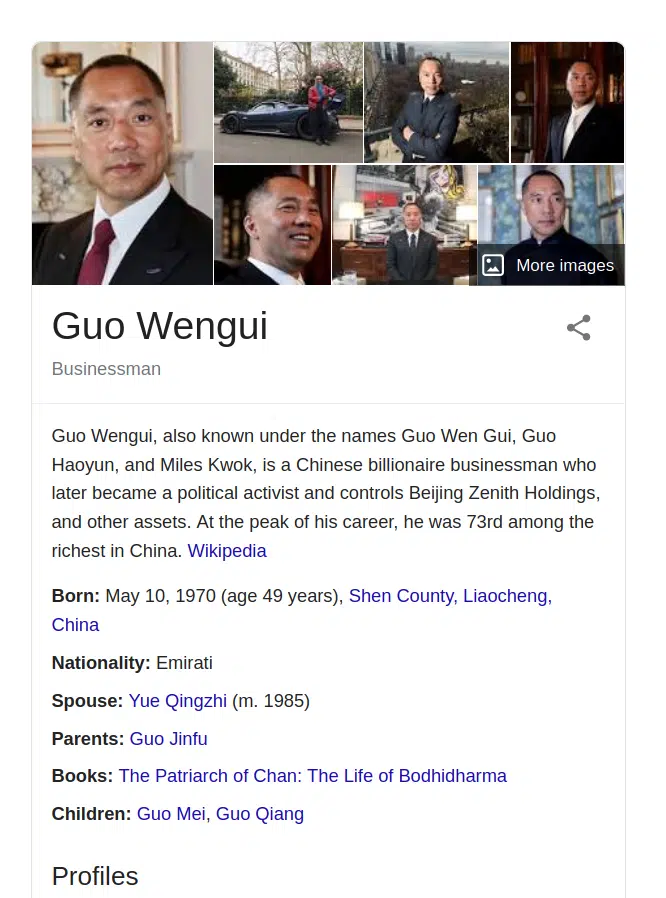 More images
Guo Wengui
Businessman
Guo Wengui, also known under the names Guo Wen Gui, Guo
Haoyun, and Miles Kwok, is a Chinese billionaire businessman who
later became a political activist and controls Beijing Zenith Holdings,
and other assets. At the peak of his career, he was 73rd among the
richest in China. Wikipedia
Born: May 10, 1970 (age 49 years), Shen County, Liaocheng,
China
Nationality: Emirati
Spouse: Yue Qingzhi (m. 1985)
Parents: Guo Jinfu
Books: The Patriarch of Chan: The Life of Bodhidharma
Children: Guo Mei, Guo Qiang
Profiles